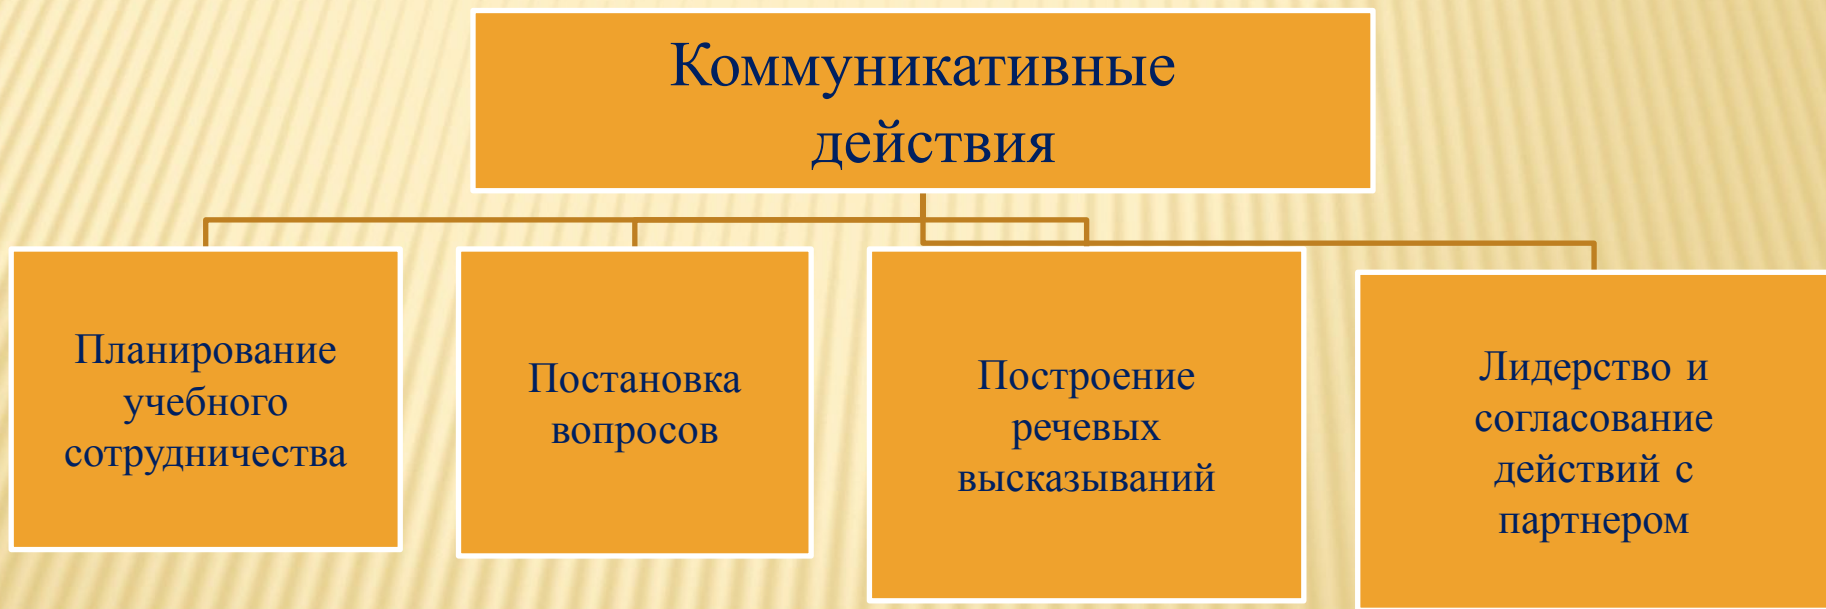 Коммуникативные
действия
Планирование
учебного
сотрудничества
Постановка
вопросов
Построение
речевых
высказываний
Лидерство и
согласование
действий с
партнером